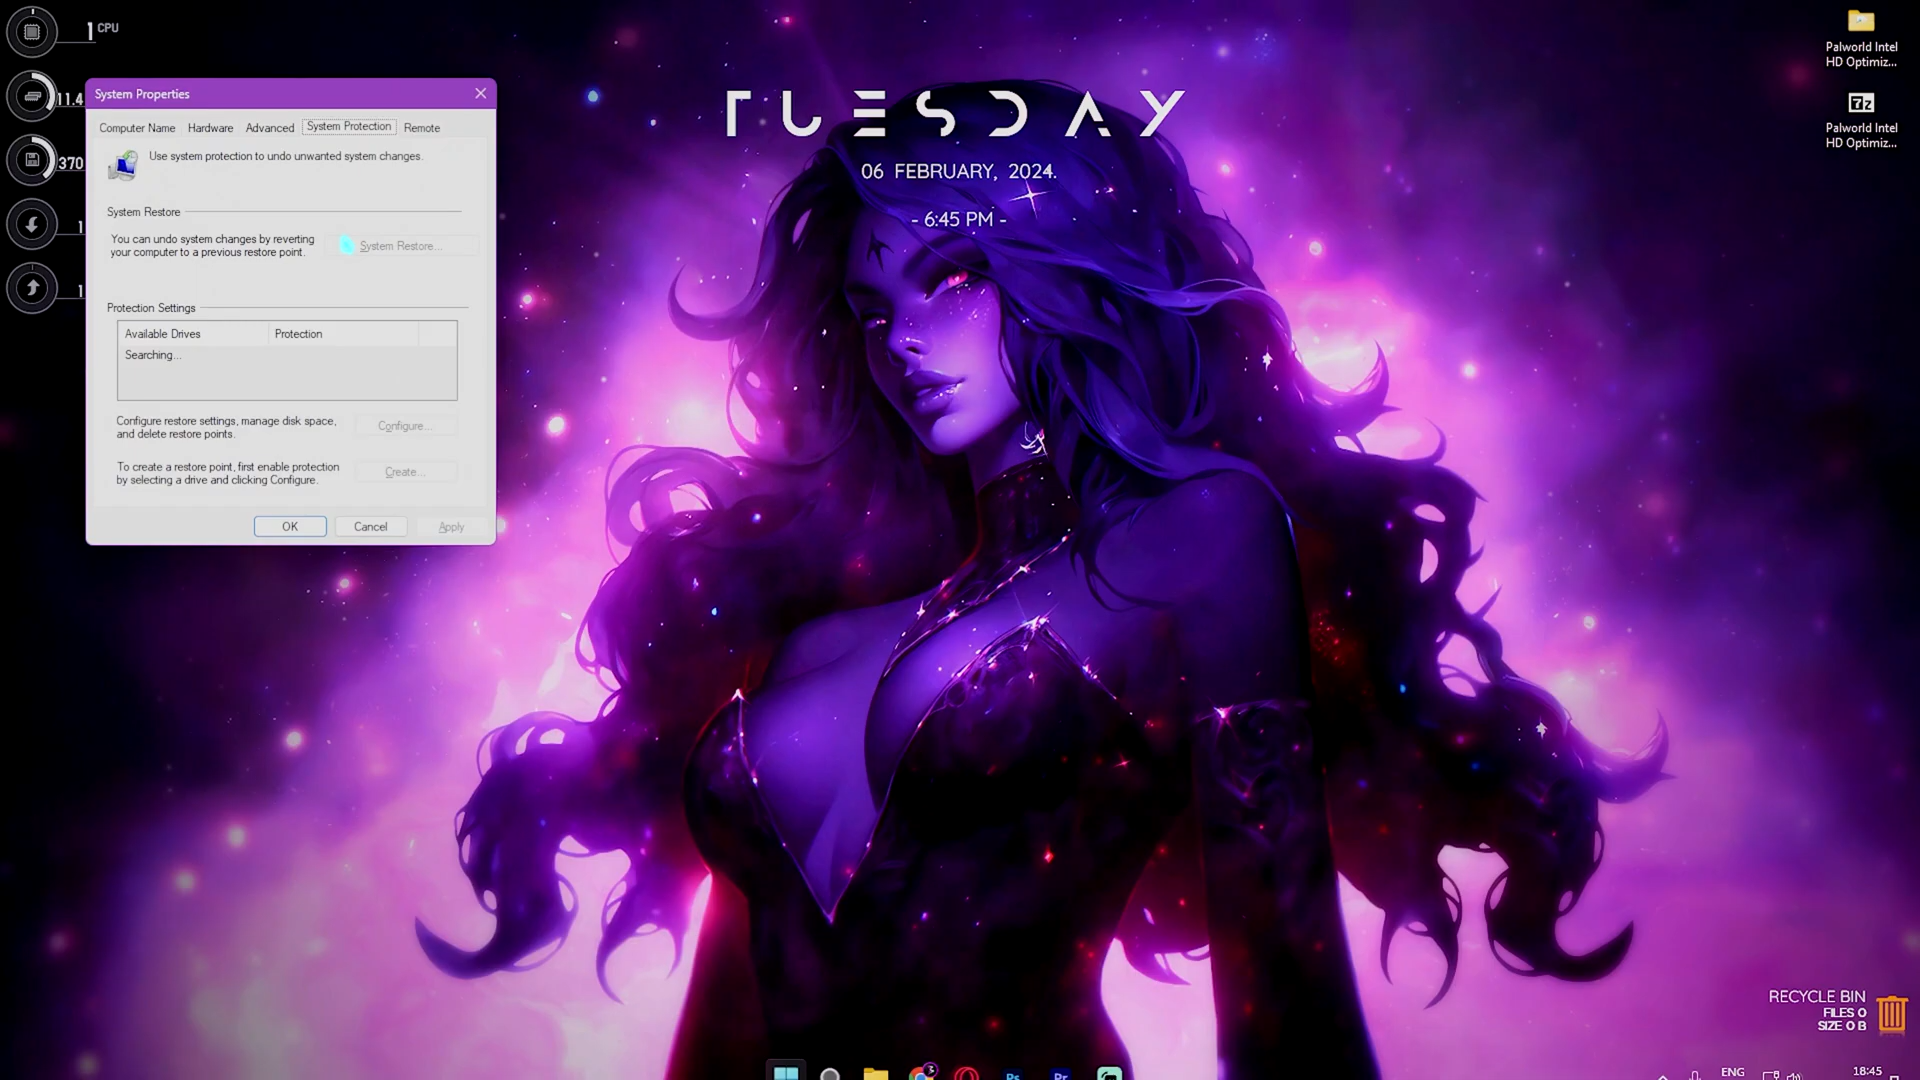 1 CPU
11.4
370
1
1
System Properties
Computer Name Hardware Advanced System Protection Remote
Use system protection to undo unwanted system changes.
System Restore
You can undo system changes by reverting
your computer to a previous restore point.
System Restore...
Protection Settings
Available Drives Protection
Searching...
Configure restore settings, manage disk space,
and delete restore points.
Configure...
To create a restore point, first enable protection
by selecting a drive and clicking Configure.
Create...
OK Cancel Apply
TUESDAY
06 FEBRUARY, 2024.
- 6:45 PM -
Palworld Intel
HD Optimiz...
7z
Palworld Intel
HD Optimiz...
RECYCLE BIN
FILES 0
SIZE 0 B
3
Ps
Pr
ENG
18:45